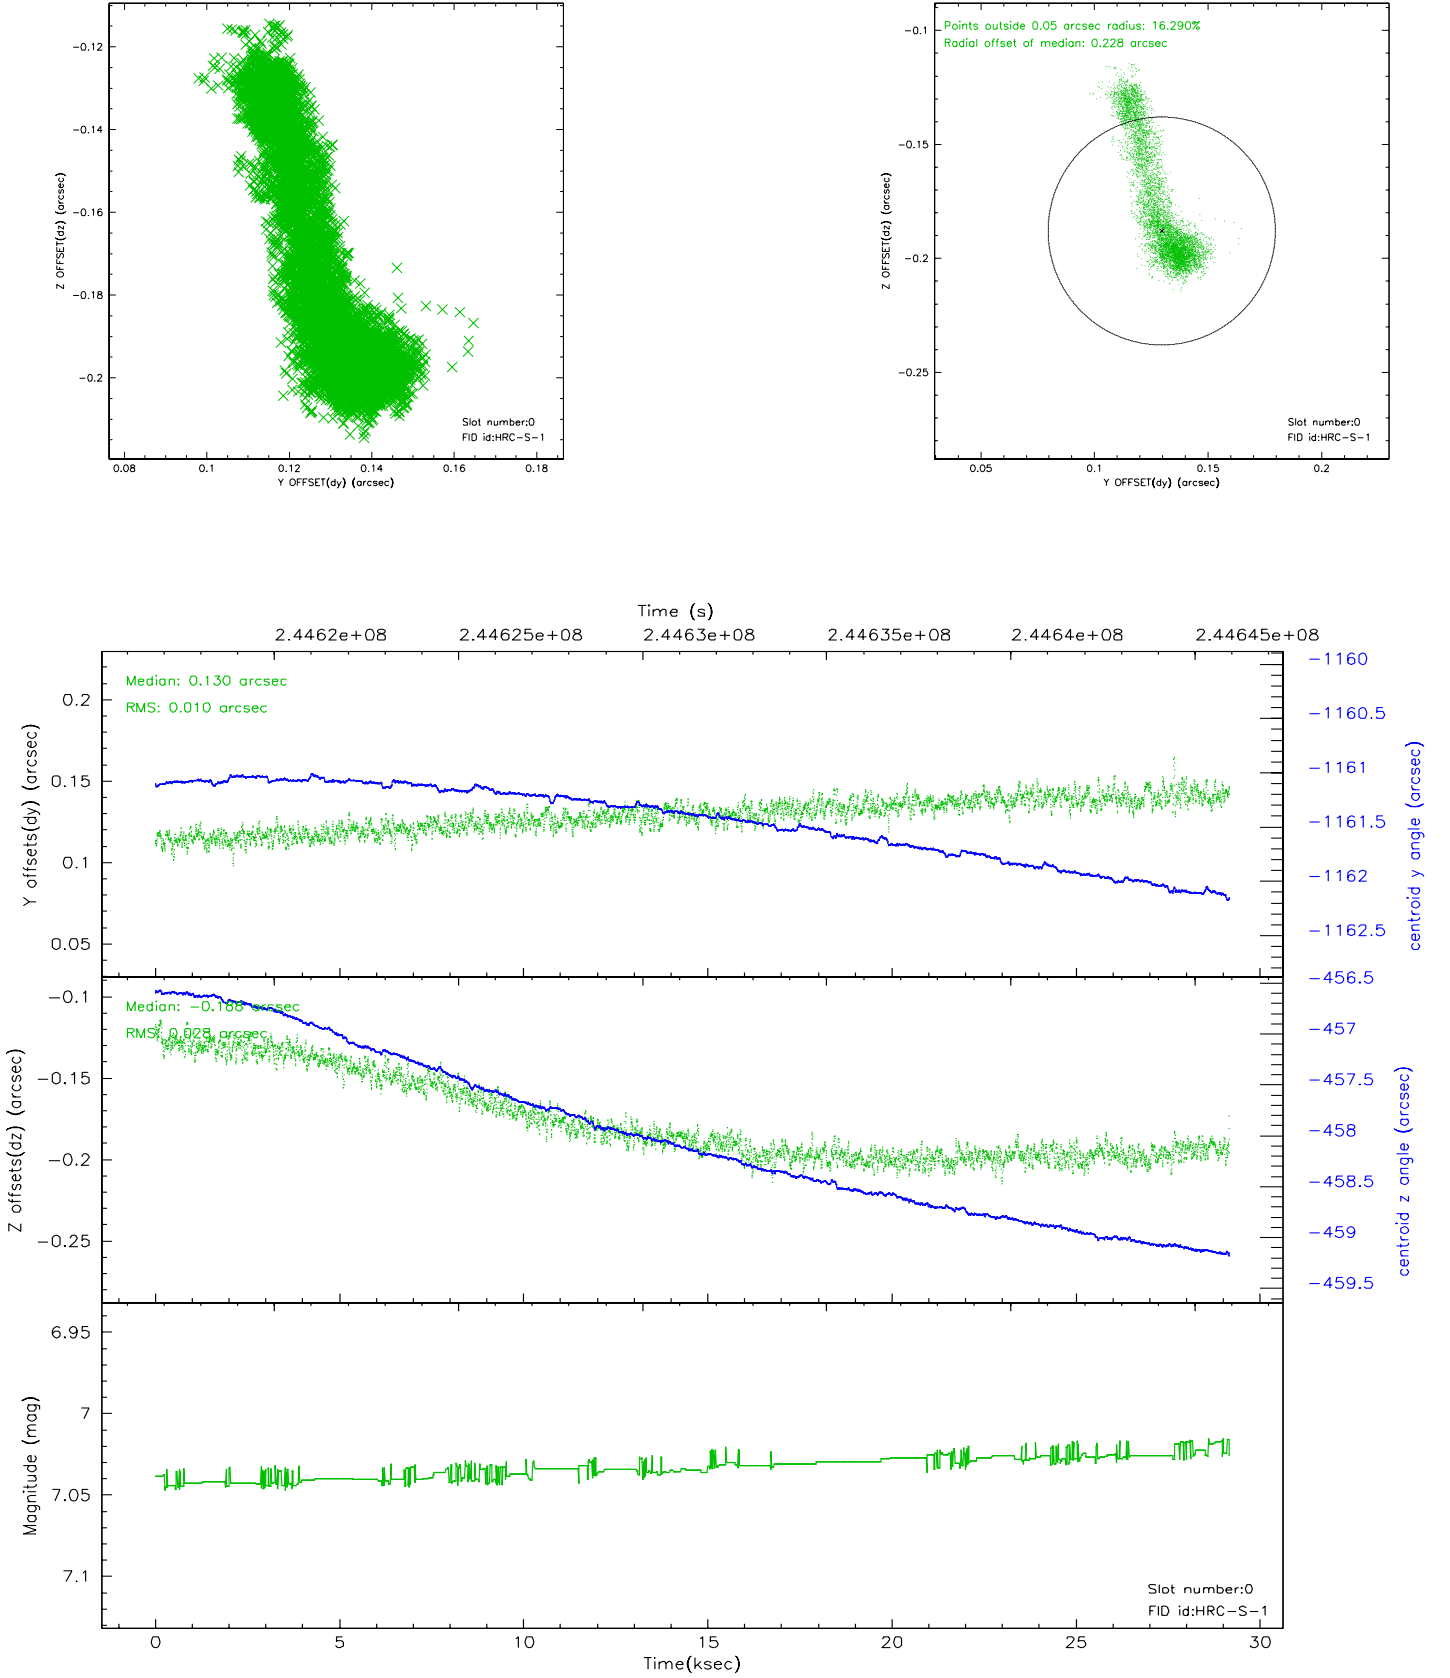 -0.12
-0.14
-0.16
-0.18
-0.2
Z OFFSET(dz) (arcsec)
Slot number:0
FID id:HRC-S-1
0.08 0.1 0.12 0.14 0.16 0.18
Y OFFSET(dy) (arcsec)
Points outside 0.05 arcsec radius: 16.290%
Radial offset of median: 0.228 arcsec
-0.1
-0.15
-0.2
-0.25
Z OFFSET(dz) (arcsec)
Slot number:0
FID id:HRC-S-1
0.05 0.1 0.15 0.2
Y OFFSET(dy) (arcsec)
Time (s)
2.4462e+08 2.44625e+08 2.4463e+08 2.44635e+08 2.4464e+08 2.44645e+08
Median: 0.130 arcsec
RMS: 0.010 arcsec
0.2
0.15
0.1
0.05
Y offsets(dy) (arcsec)
-1160
-1160.5
-1161
-1161.5
-1162
-1162.5
centroid y angle (arcsec)
Median: -0.188 arcsec
RMS: 0.028 arcsec
-0.1
-0.15
-0.2
-0.25
Z offsets(dz) (arcsec)
-456.5
-457
-457.5
-458
-458.5
-459
-459.5
centroid z angle (arcsec)
6.95
7
7.05
7.1
Magnitude (mag)
Slot number:0
FID id:HRC-S-1
0 5 10 15 20 25 30
Time(ksec)